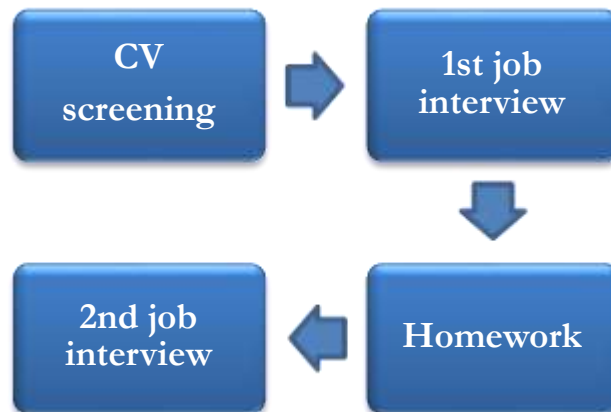 CV
screening
1st job
interview
Homework
2nd job
interview